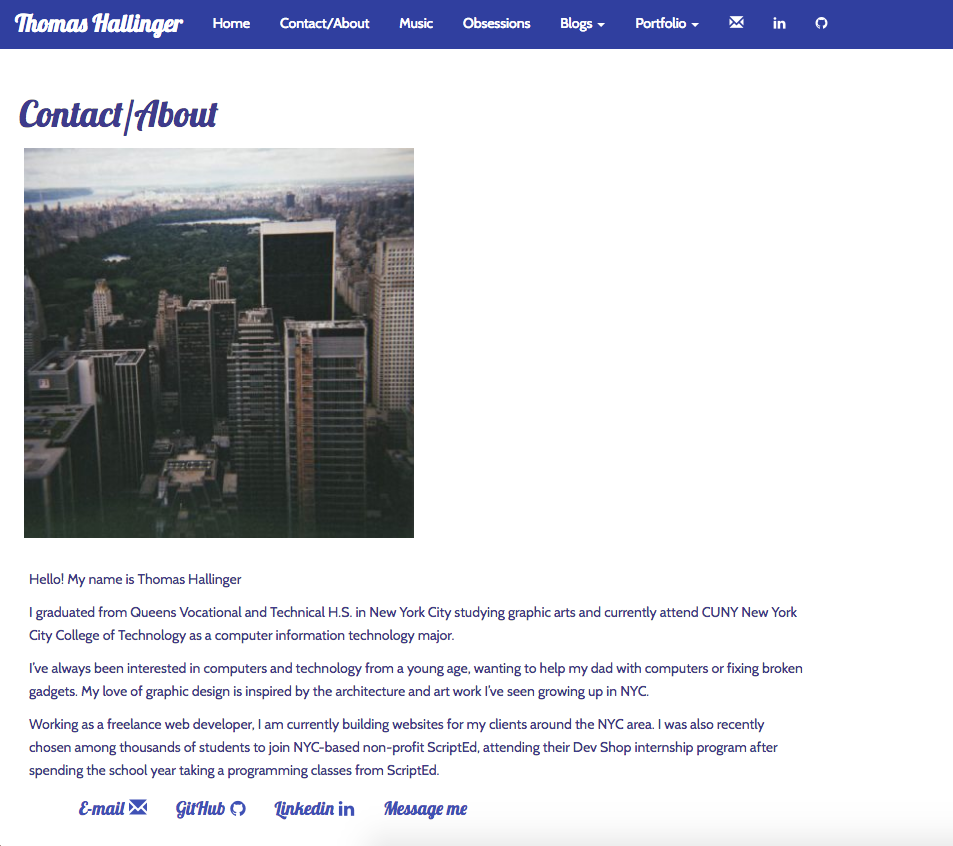 Thomas Hallinger Home Contact/About Music Obsessions Blogs Portfolio
Contact/About
Hello! My name is Thomas Hallinger
I graduated from Queens Vocational and Technical H.S. in New York City studying graphic arts and currently attend CUNY New York
City College of Technology as a computer information technology major.
I've always been interested in computers and technology from a young age, wanting to help my dad with computers or fixing broken
gadgets. My love of graphic design is inspired by the architecture and art work I've seen growing up in NYC.
Working as a freelance web developer, I am currently building websites for my clients around the NYC area. I was also recently
chosen among thousands of students to join NYC-based non-profit ScriptEd, attending their Dev Shop internship program after
spending the school year taking a programming classes from ScriptEd.
E-mail GitHub Linkedin in Message me